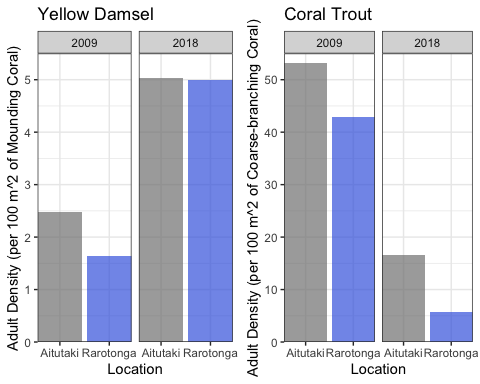 Yellow Damsel
Adult Density (per 100 m^2 of Mounding Coral)
2009
2018
5
4
3
2
1
0
Aitutaki Rarotonga
Aitutaki Rarotonga
Location
Coral Trout
Adult Density (per 100 m^2 of Coarse-branching Coral)
2009
2018
50
40
30
20
10
0
Aitutaki Rarotonga
Aitutaki Rarotonga
Location